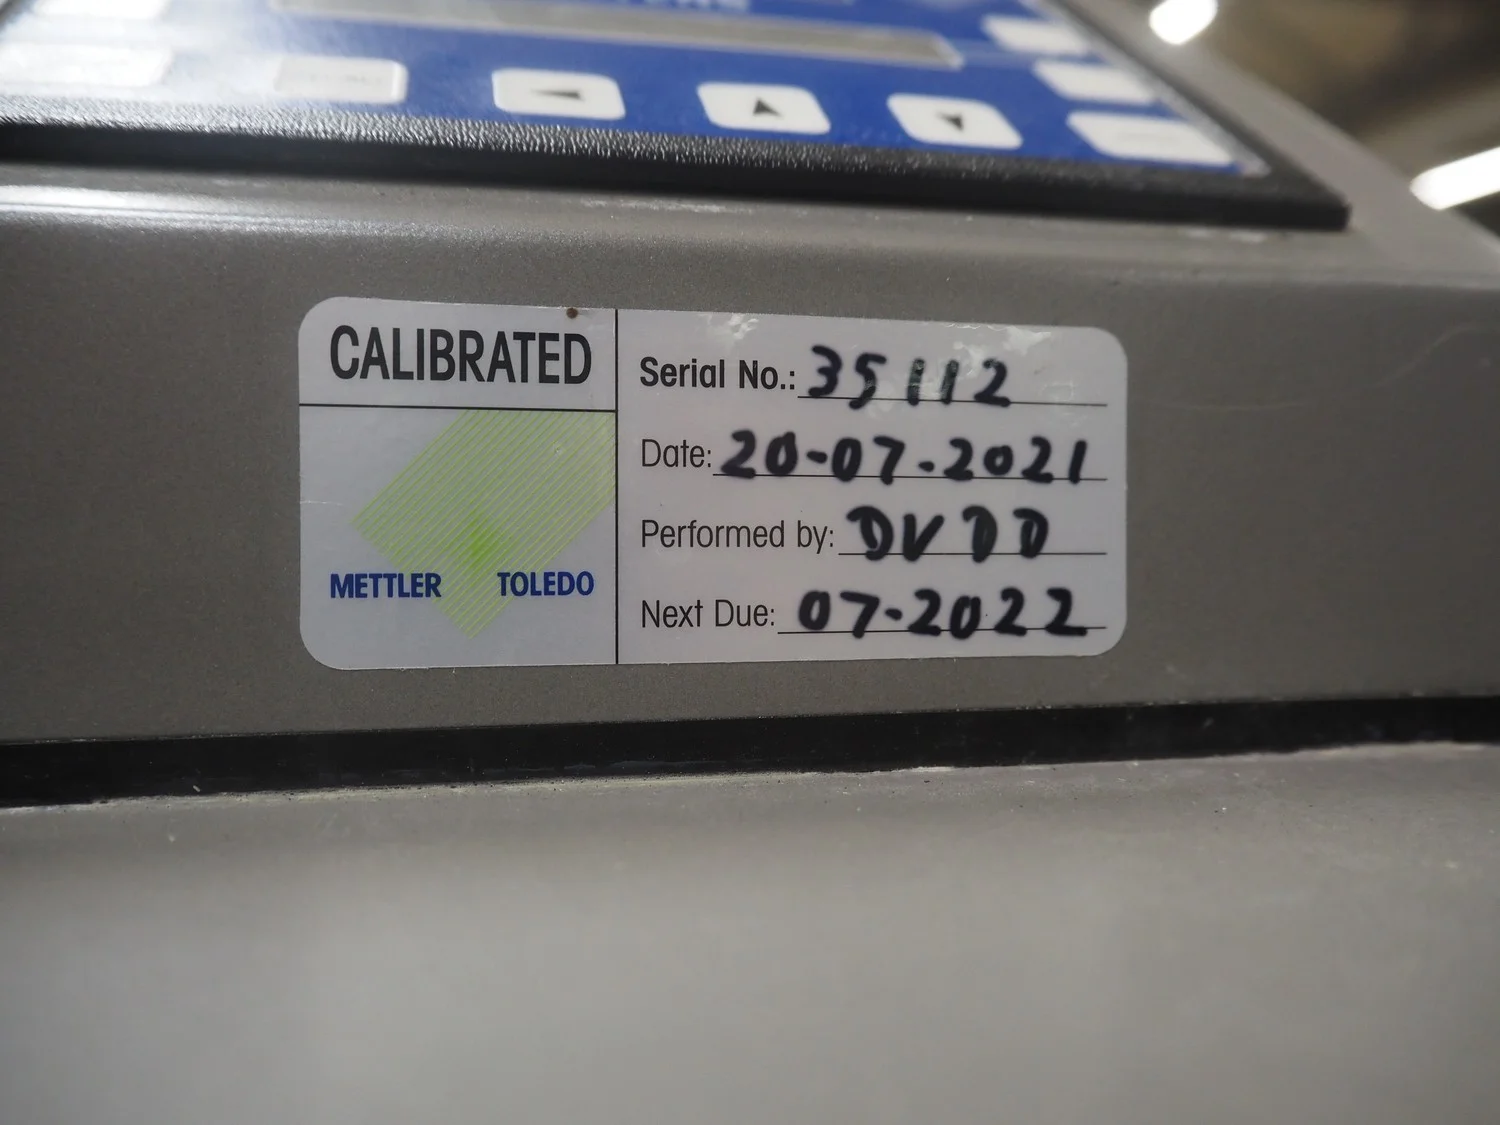 CALIBRATED
METTLER TOLEDO
Serial No.: 35112
Date: 20-07-2021
Performed by: DVDD
Next Due: 07-2022